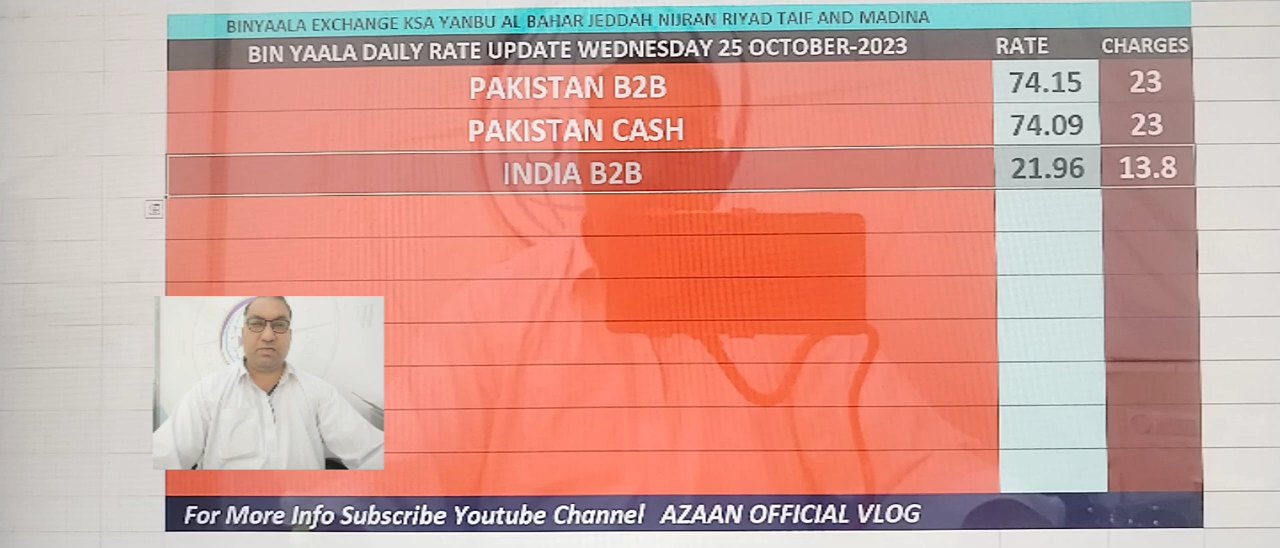 BINYAALA EXCHANGE KSA YANBU AL BAHAR JEDDAH NIJRAN RIYAD TAIF AND MADINA
BIN YAALA DAILY RATE UPDATE WEDNESDAY 25 OCTOBER-2023 RATE CHARGES
PAKISTAN B2B 74.15 23
PAKISTAN CASH 74.09 23
INDIA B2B 21.96 13.8
For More Info Subscribe Youtube Channel AZAAN OFFICIAL VLOG